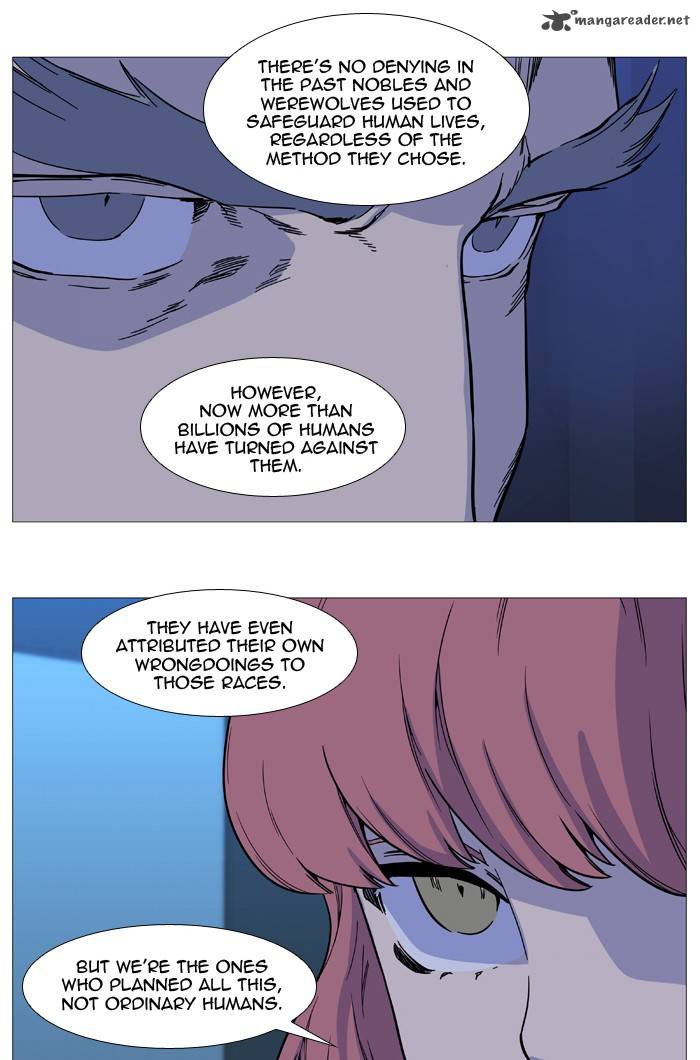 mangareader.net
THERE'S NO DENYING IN
THE PAST NOBLES AND
WEREWOLVES USED TO
SAFEGUARD HUMAN LIVES,
REGARDLESS OF THE
METHOD THEY CHOSE.
HOWEVER,
NOW MORE THAN
BILLIONS OF HUMANS
HAVE TURNED AGAINST
THEM.
THEY HAVE EVEN
ATTRIBUTED THEIR OWN
WRONGDOINGS TO
THOSE RACES.
BUT WE'RE THE ONES
WHO PLANNED ALL THIS,
NOT ORDINARY HUMANS.